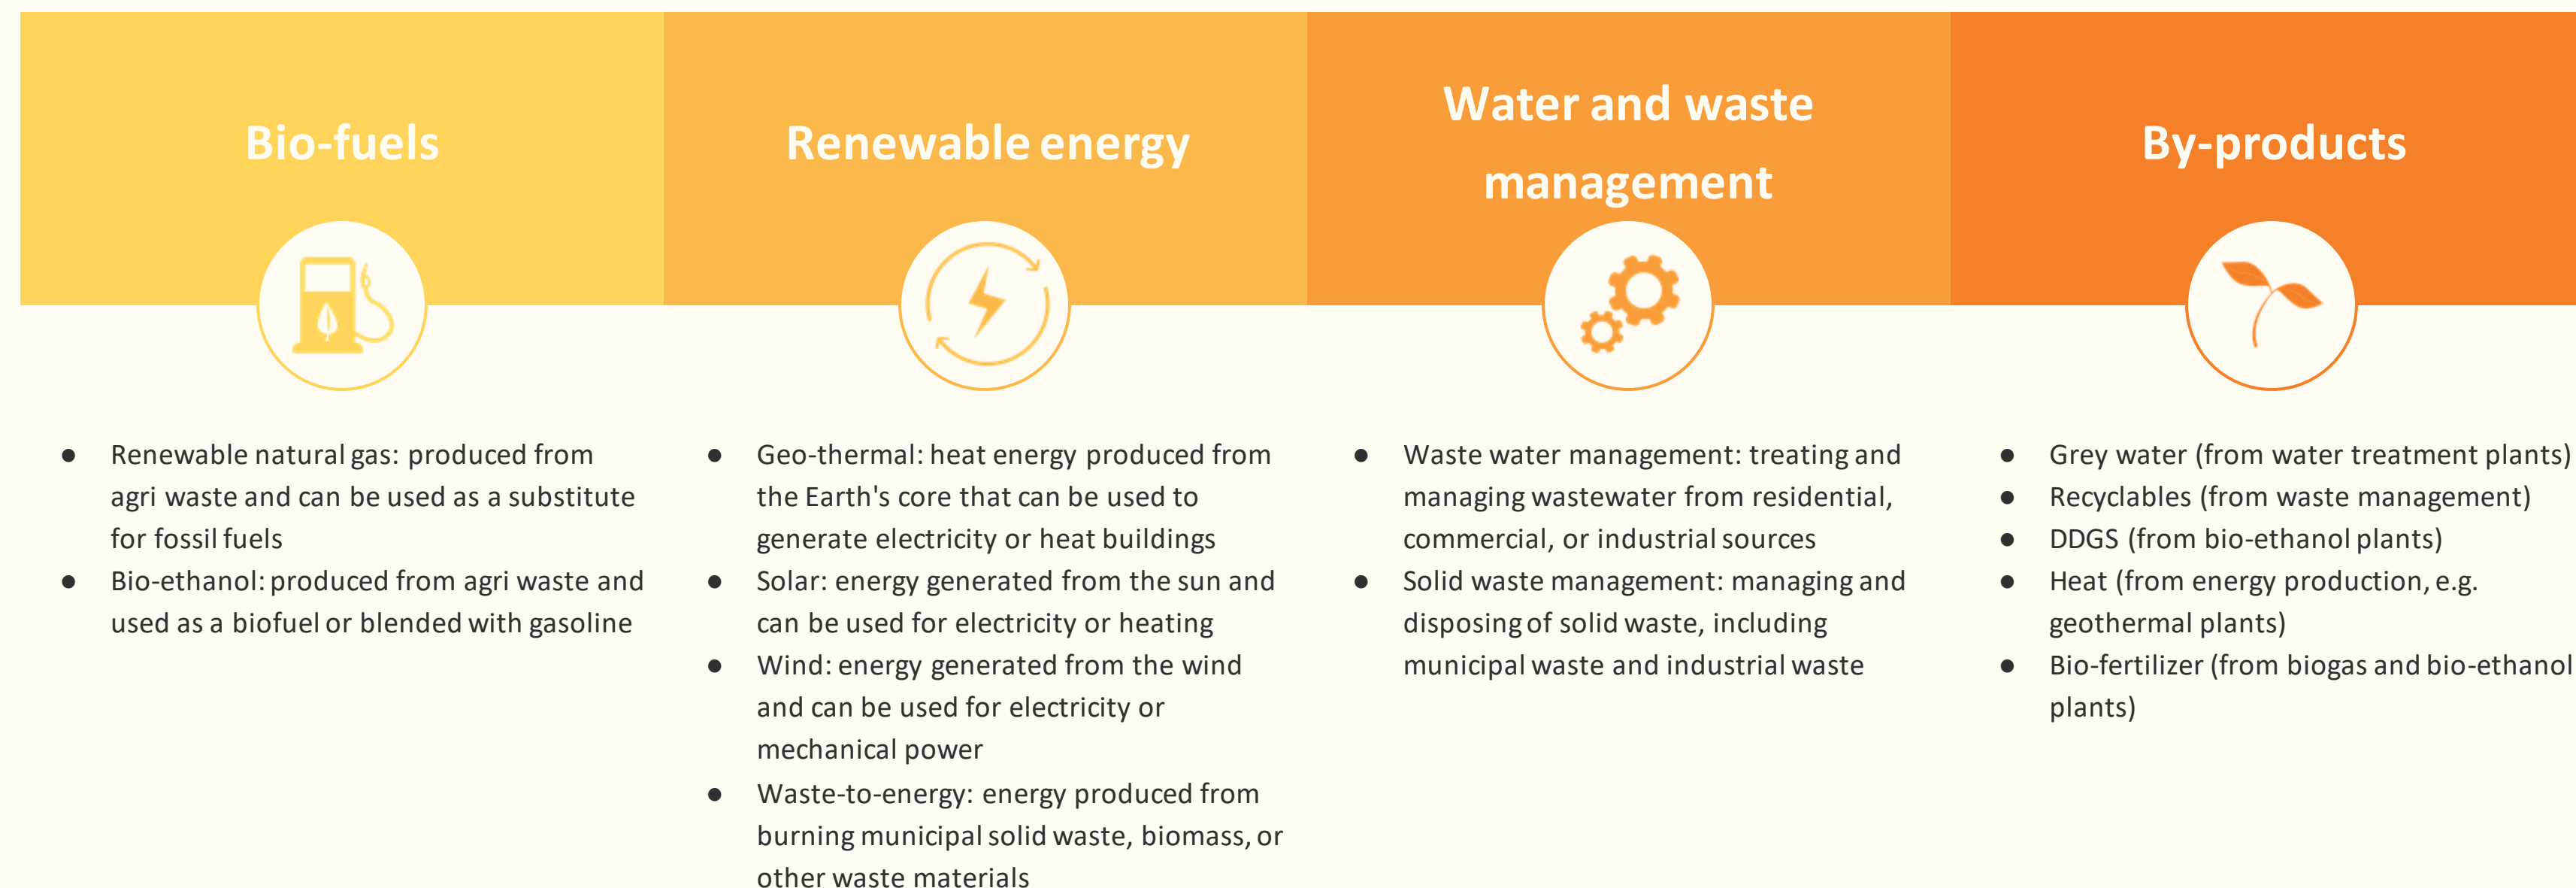 Bio-fuels
● Renewable natural gas: produced from
agri waste and can be used as a substitute
for fossil fuels
● Bio-ethanol: produced from agri waste and
used as a biofuel or blended with gasoline
Renewable energy
● Geo-thermal: heat energy produced from
the Earth's core that can be used to
generate electricity or heat buildings
● Solar: energy generated from the sun and
can be used for electricity or heating
● Wind: energy generated from the wind
and can be used for electricity or
mechanical power
● Waste-to-energy: energy produced from
burning municipal solid waste, biomass, or
other waste materials
Water and waste
management
● Waste water management: treating and
managing wastewater from residential,
commercial, or industrial sources
● Solid waste management: managing and
disposing of solid waste, including
municipal waste and industrial waste
By-products
● Grey water (from water treatment plants)
● Recyclables (from waste management)
● DDGS (from bio-ethanol plants)
● Heat (from energy production, e.g.
geothermal plants)
● Bio-fertilizer (from biogas and bio-ethanol
plants)